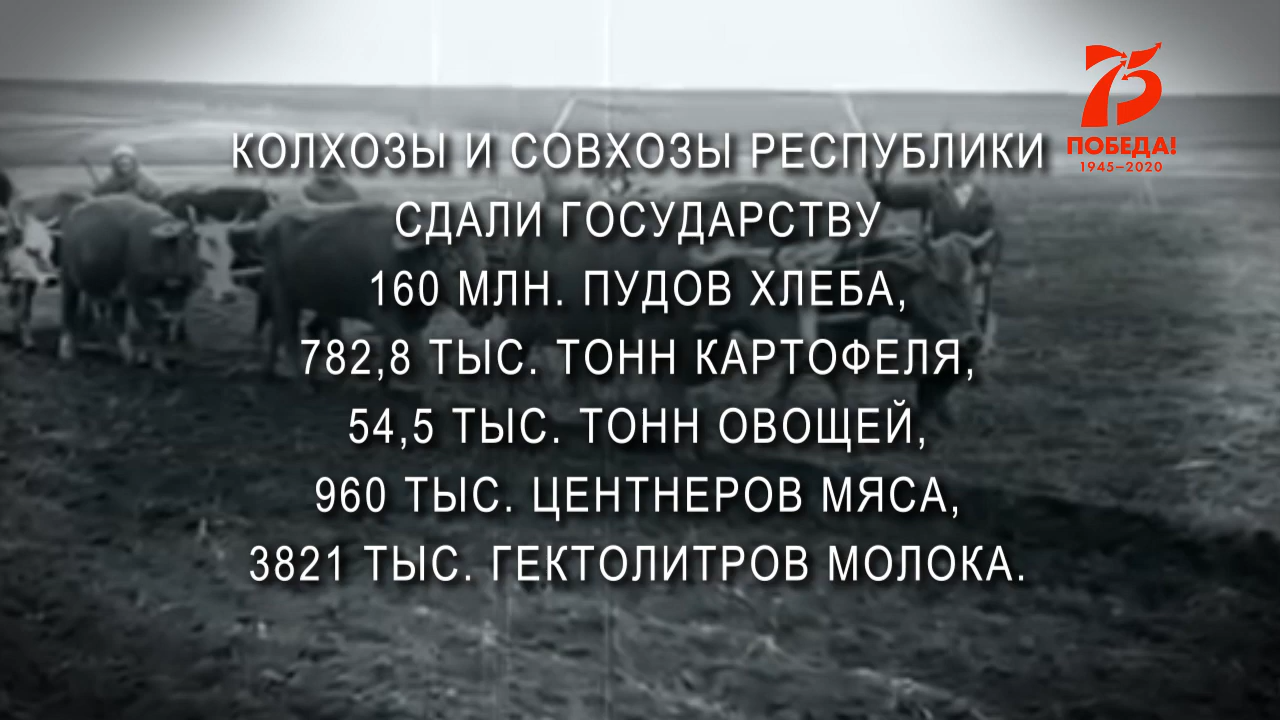 75
ПОБЕДА!
1945–2020
КОЛХОЗЫ И СОВХОЗЫ РЕСПУБЛИКИ
СДАЛИ ГОСУДАРСТВУ
160 МЛН. ПУДОВ ХЛЕБА,
782,8 ТЫС. ТОНН КАРТОФЕЛЯ,
54,5 ТЫС. ТОНН ОВОЩЕЙ,
960 ТЫС. ЦЕНТНЕРОВ МЯСА,
3821 ТЫС. ГЕКТОЛИТРОВ МОЛОКА.